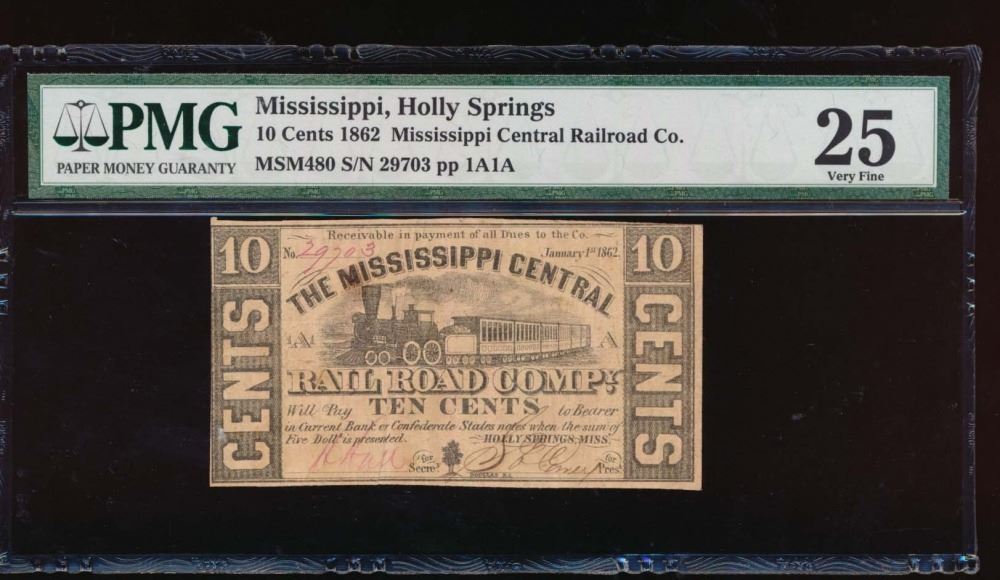 PMG
PAPER MONEY GUARANTY
Mississippi, Holly Springs
10 Cents 1862 Mississippi Central Railroad Co.
MSM480 S/N 29703 pp 1A1A
25
Very Fine
Receivable in payment of all Dues to the Co.
10
No. 29703
January 1st 1862.
10
THE MISSISSIPPI CENTRAL
CENTS
1A1
A
CENTS
RAIL ROAD COMPY.
Will Pay TEN CENTS to Bearer
in Current Bank or Confederate States notes when the sum of
Five Doll.s is presented.
HOLLY SPRINGS, MISS.
for
Secrey
for
Prest